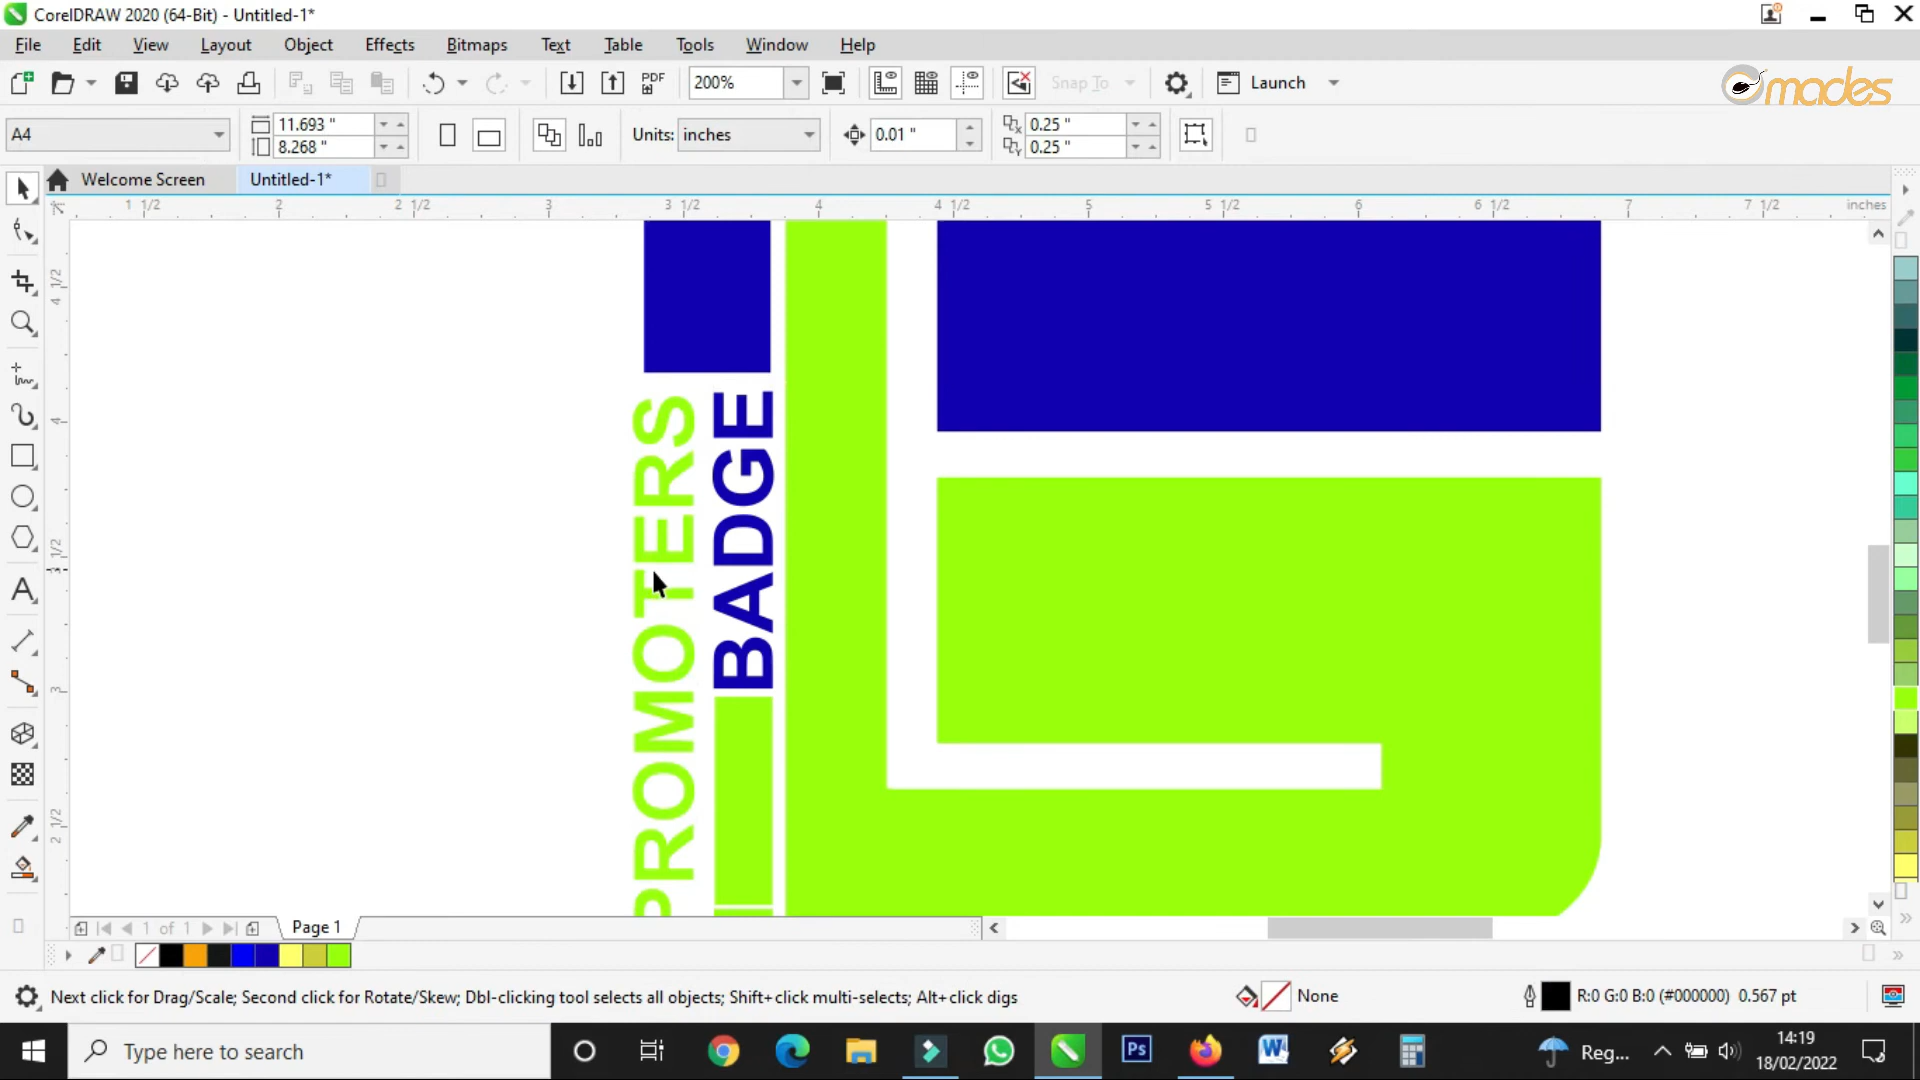 CorelDRAW 2020 (64-Bit) - Untitled-1*
File Edit View Layout Object Effects Bitmaps Text Table Tools Window Help
PDF 200% Snap To Launch
Omades
A4 11.693 " 8.268 " Units: inches 0.01 " 0.25 " 0.25 "
Welcome Screen Untitled-1*
1 1/2 2 2 1/2 3 3 1/2 4 4 1/2 5 5 1/2 6 6 1/2 7 7 1/2 inches
4 1/2
4
3 1/2
3
2 1/2
PROMOTERS
BADGE
1 of 1 Page 1
Next click for Drag/Scale; Second click for Rotate/Skew; Dbl-clicking tool selects all objects; Shift+click multi-selects; Alt+click digs
None
R:0 G:0 B:0 (#000000) 0.567 pt
Type here to search
Ps
W
Reg...
14:19
18/02/2022